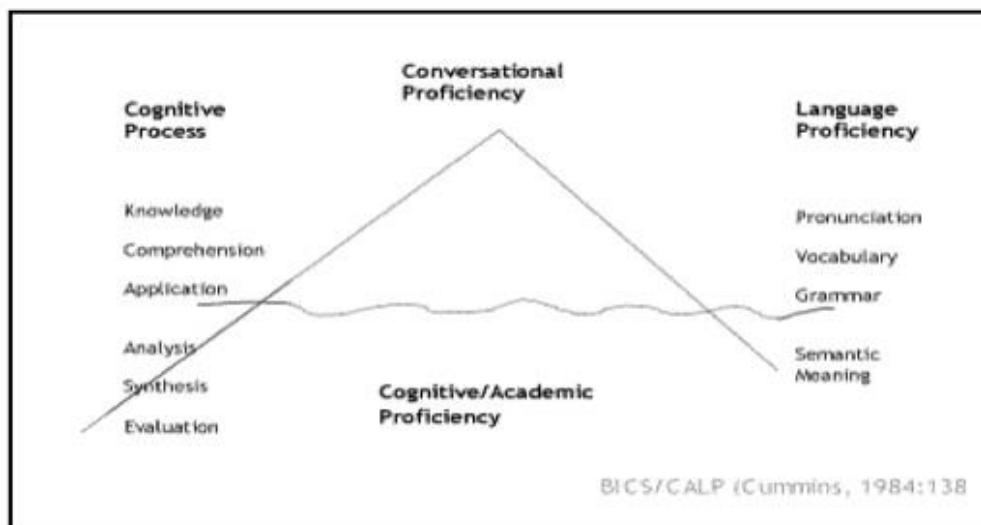 Conversational
Proficiency
Cognitive
Process
Language
Proficiency
Knowledge
Comprehension
Application
Pronunciation
Vocabulary
Grammar
Analysis
Synthesis
Evaluation
Semantic
Meaning
Cognitive/Academic
Proficiency
BICS/CALP (Cummins, 1984:138